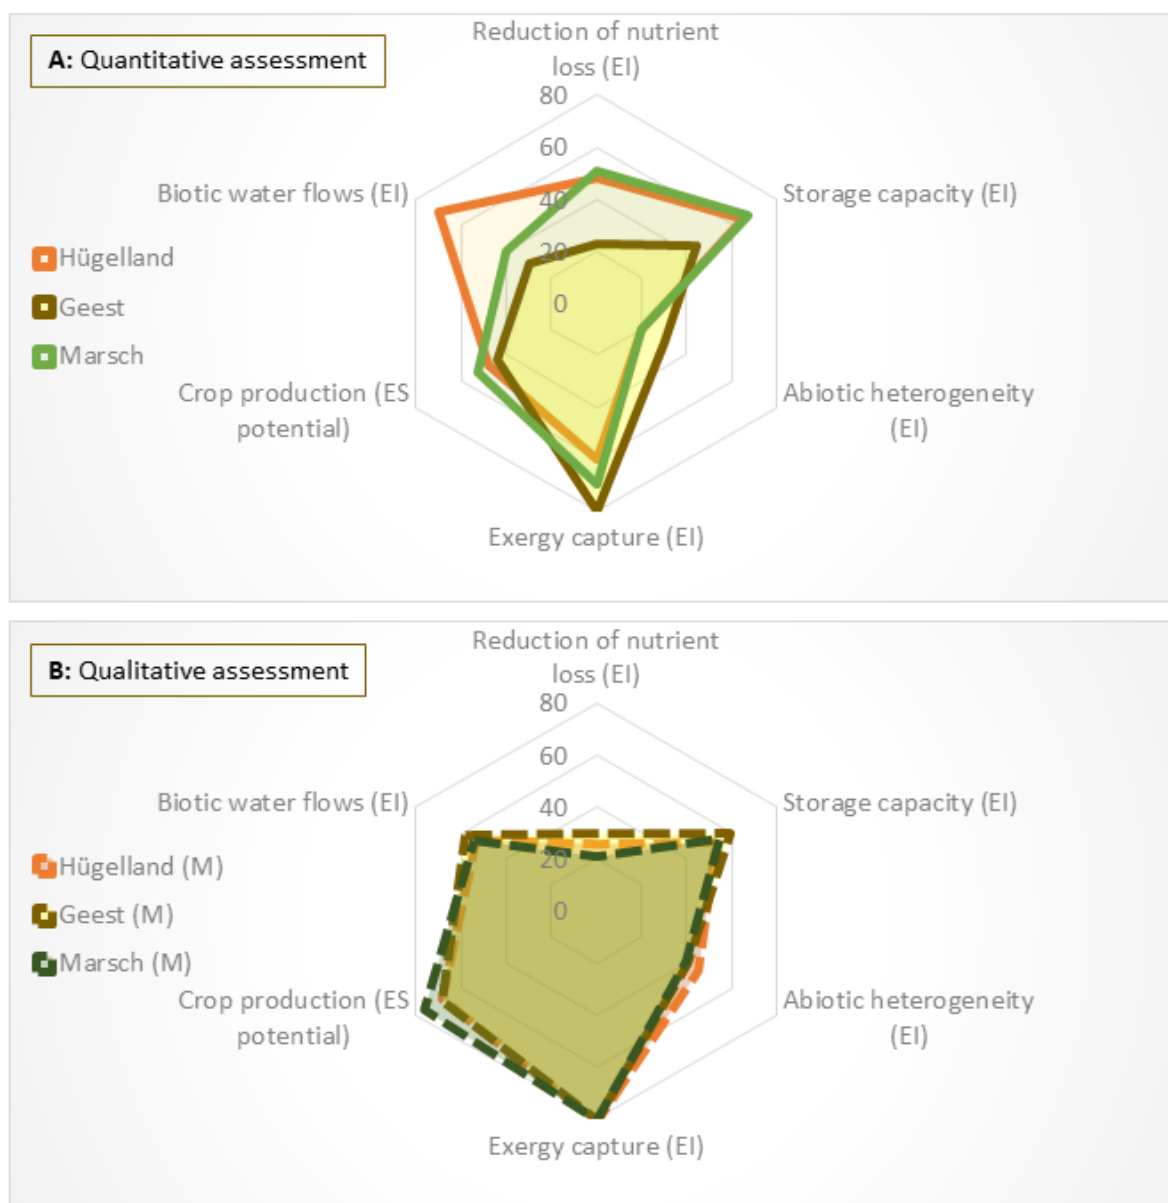 A: Quantitative assessment
Reduction of nutrient
loss (EI)
80
60
40
20
0
Biotic water flows (EI)
Storage capacity (EI)
Hügelland
Geest
Marsch
Crop production (ES
potential)
Abiotic heterogeneity
(EI)
Exergy capture (EI)
B: Qualitative assessment
Reduction of nutrient
loss (EI)
80
60
40
20
0
Biotic water flows (EI)
Storage capacity (EI)
Hügelland (M)
Geest (M)
Marsch (M)
Crop production (ES
potential)
Abiotic heterogeneity
(EI)
Exergy capture (EI)